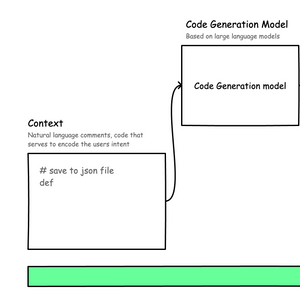 Code Generation Model
Based on large language models
Code Generation model
Context
Natural language comments, code that
serves to encode the users intent
# save to json file
def